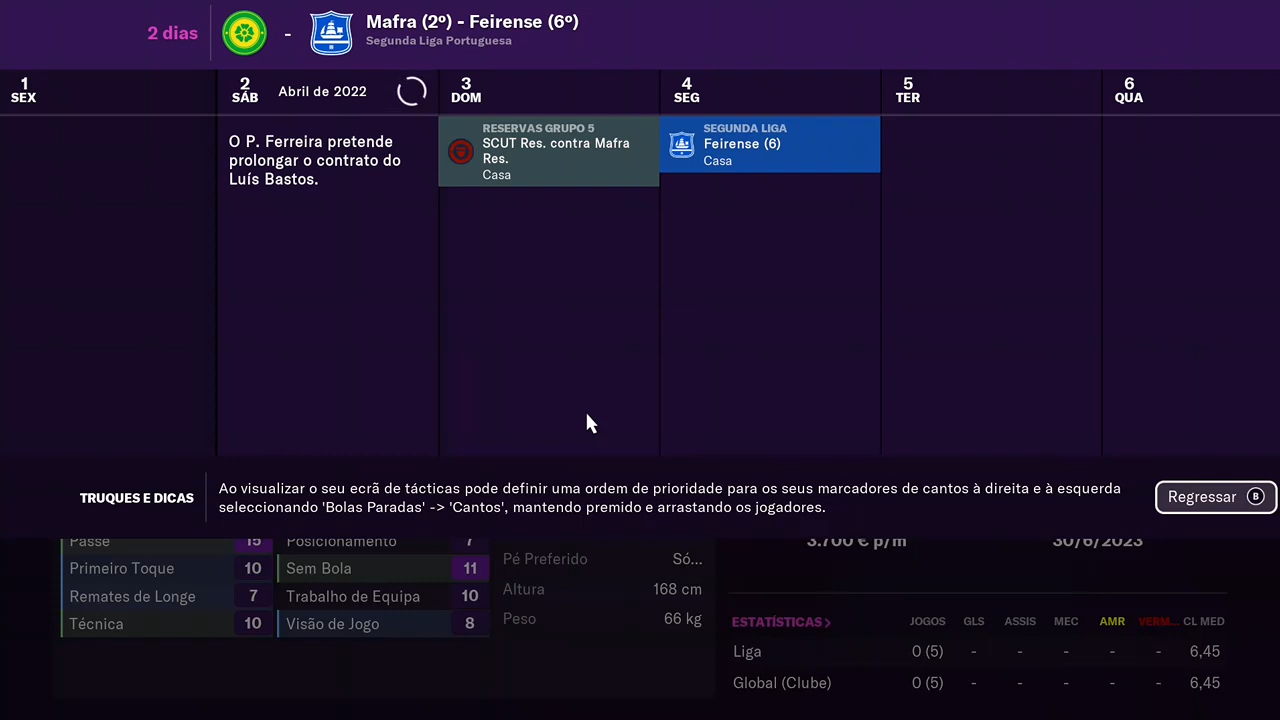 2 dias
-
Mafra (2º) - Feirense (6º)
Segunda Liga Portuguesa
1
SEX
2
SÁB
Abril de 2022
3
DOM
4
SEG
5
TER
6
QUA
O P. Ferreira pretende
prolongar o contrato do
Luís Bastos.
RESERVAS GRUPO 5
SCUT Res. contra Mafra
Res.
Casa
SEGUNDA LIGA
Feirense (6)
Casa
TRUQUES E DICAS
Ao visualizar o seu ecrã de tácticas pode definir uma ordem de prioridade para os seus marcadores de cantos à direita e à esquerda
seleccionando 'Bolas Paradas' -> 'Cantos', mantendo premido e arrastando os jogadores.
Regressar B
Passe 15
Posicionamento 7
3.700 € p/m
30/6/2023
Primeiro Toque 10
Sem Bola 11
Pé Preferido Só...
Remates de Longe 7
Trabalho de Equipa 10
Altura 168 cm
Técnica 10
Visão de Jogo 8
Peso 66 kg
ESTATÍSTICAS > JOGOS GLS ASSIS MEC AMR VERM... CL MED
Liga 0 (5) - - - - - 6,45
Global (Clube) 0 (5) - - - - - 6,45